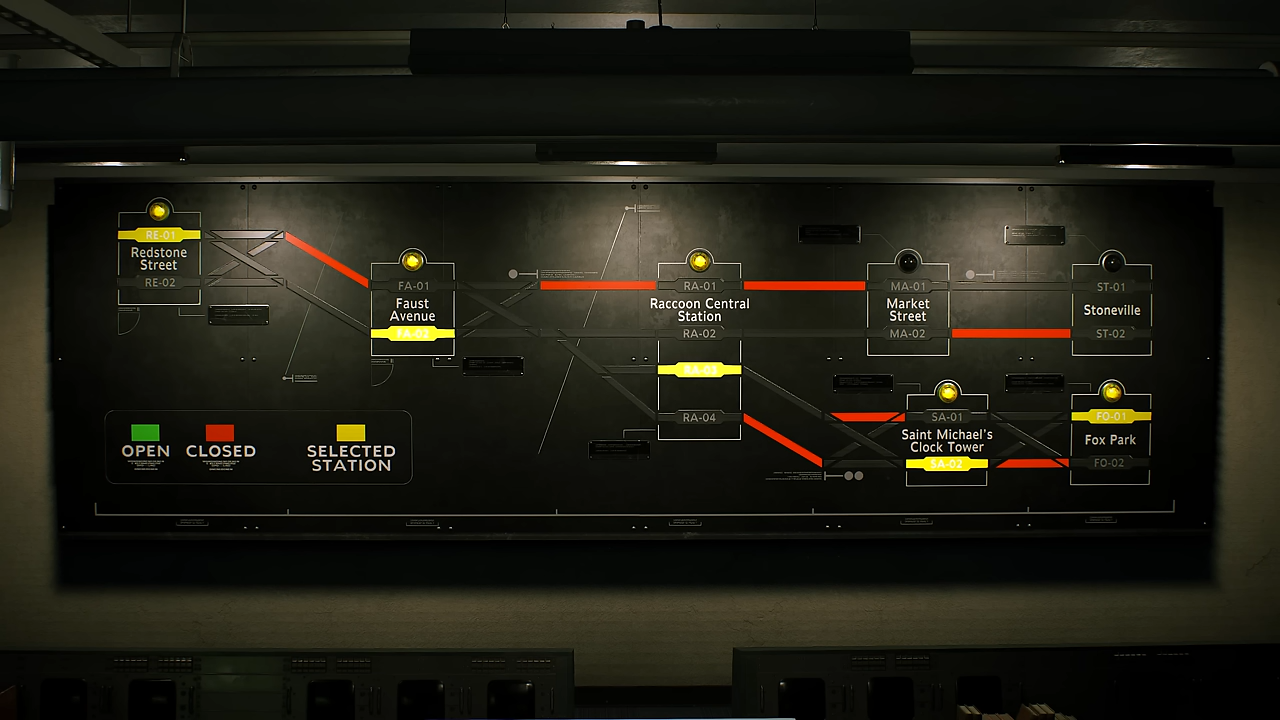 RE-01
Redstone
Street
RE-02
FA-01
Faust
Avenue
FA-02
RA-01
Raccoon Central
Station
RA-02
RA-03
RA-04
MA-01
Market
Street
MA-02
ST-01
Stoneville
ST-02
SA-01
Saint Michael's
Clock Tower
SA-02
FO-01
Fox Park
FO-02
OPEN
CLOSED
SELECTED
STATION